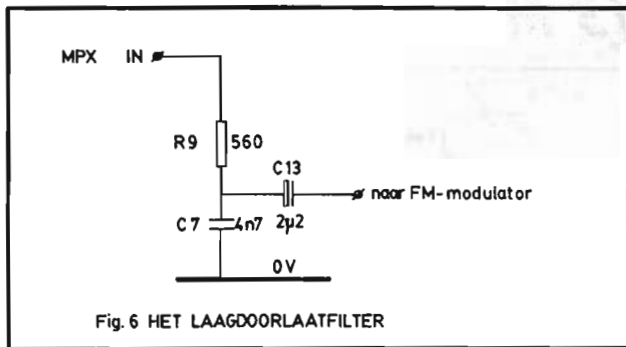 MPX IN
R9 560
C13
naar FM-modulator
C7 4n7 2µ2
0V
Fig. 6 HET LAAGDOORLAATFILTER